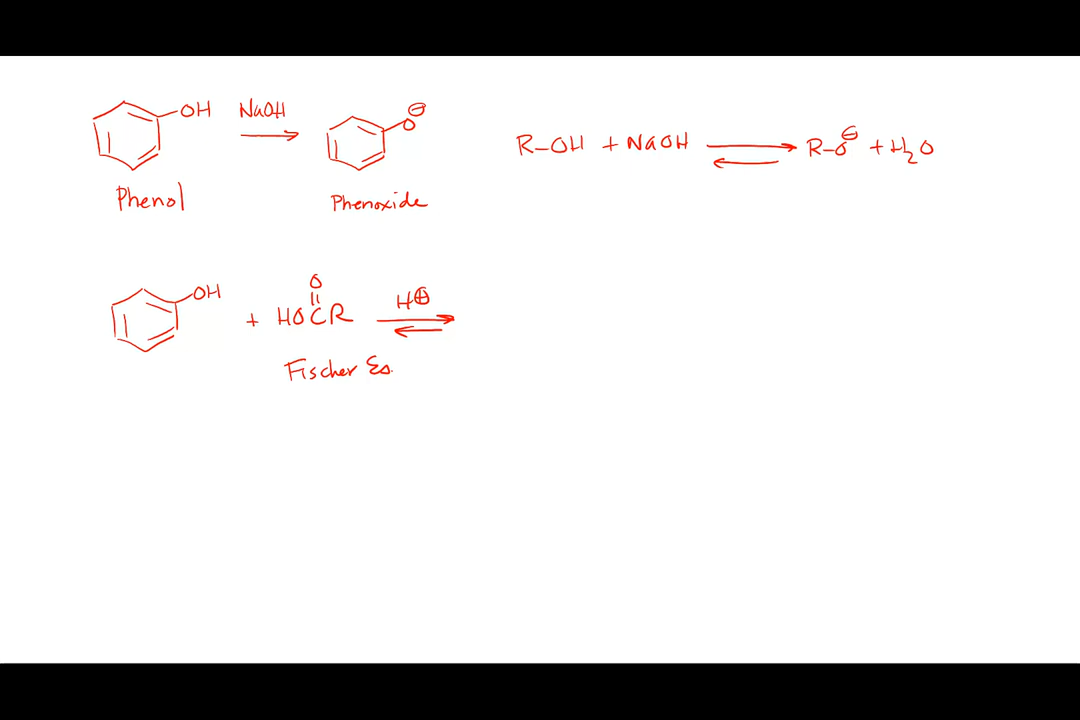 OH NaOH ⊖ O
R-OH + NaOH ⇌ R-O⊖ + H₂O
Phenol Phenoxide
OH + HOCR H⊕ ⇌
O
Fischer Es.